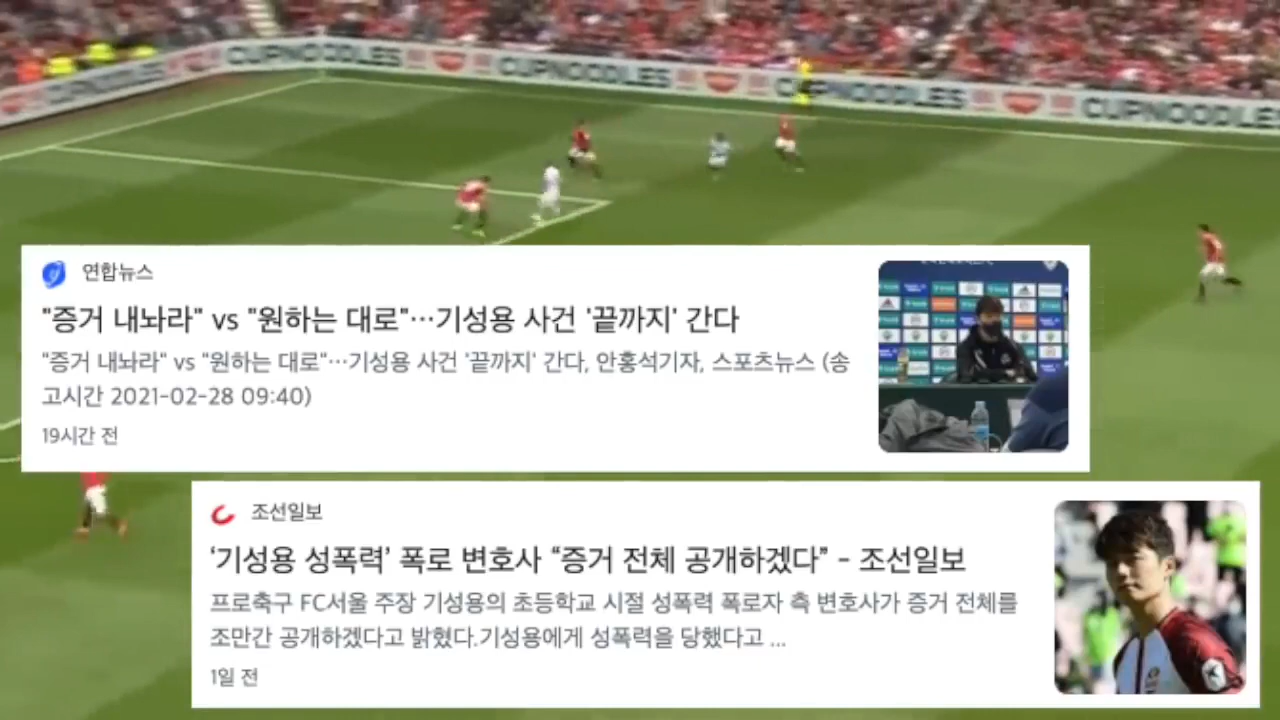 CUPNOODLES CUPNOODLES CUPNOODLES CUPNOODLES CUPNOODLES
연합뉴스
"증거 내놔라" vs "원하는 대로"…기성용 사건 '끝까지' 간다
"증거 내놔라" vs "원하는 대로"…기성용 사건 '끝까지' 간다, 안홍석기자, 스포츠뉴스 (송
고시간 2021-02-28 09:40)
19시간 전
조선일보
‘기성용 성폭력’ 폭로 변호사 “증거 전체 공개하겠다” - 조선일보
프로축구 FC서울 주장 기성용의 초등학교 시절 성폭력 폭로자 측 변호사가 증거 전체를
조만간 공개하겠다고 밝혔다.기성용에게 성폭력을 당했다고 ...
1일 전